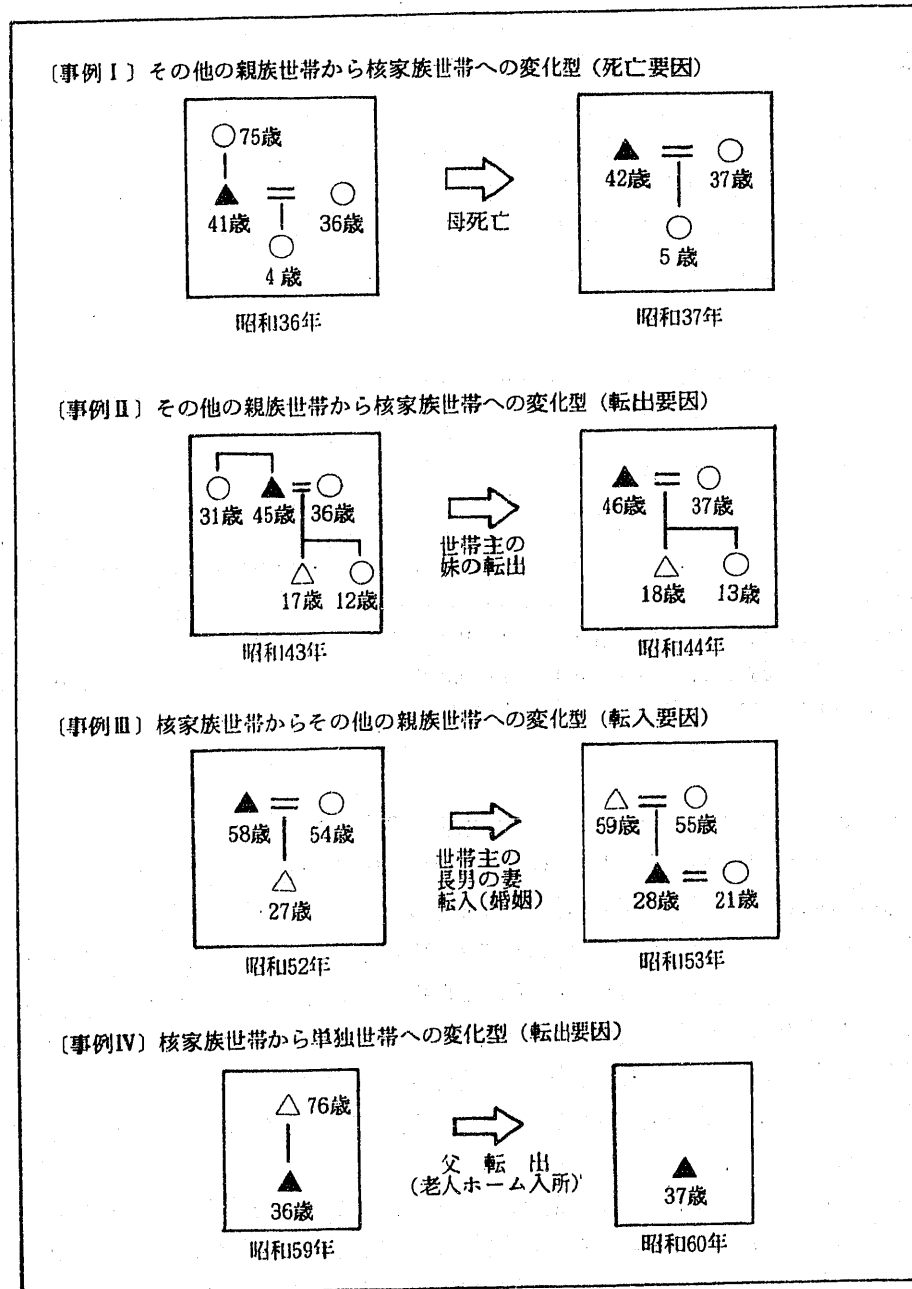 〔事例Ⅰ〕その他の親族世帯から核家族世帯への変化型（死亡要因）
75歳
41歳 36歳
4歳
昭和36年
母死亡
42歳 37歳
5歳
昭和37年
〔事例Ⅱ〕その他の親族世帯から核家族世帯への変化型（転出要因）
31歳 45歳 36歳
17歳 12歳
昭和43年
世帯主の
妹の転出
46歳 37歳
18歳 13歳
昭和44年
〔事例Ⅲ〕核家族世帯からその他の親族世帯への変化型（転入要因）
58歳 54歳
27歳
昭和52年
世帯主の
長男の妻
転入（婚姻）
59歳 55歳
28歳 21歳
昭和53年
〔事例Ⅳ〕核家族世帯から単独世帯への変化型（転出要因）
76歳
36歳
昭和59年
父転出
（老人ホーム入所）
37歳
昭和60年